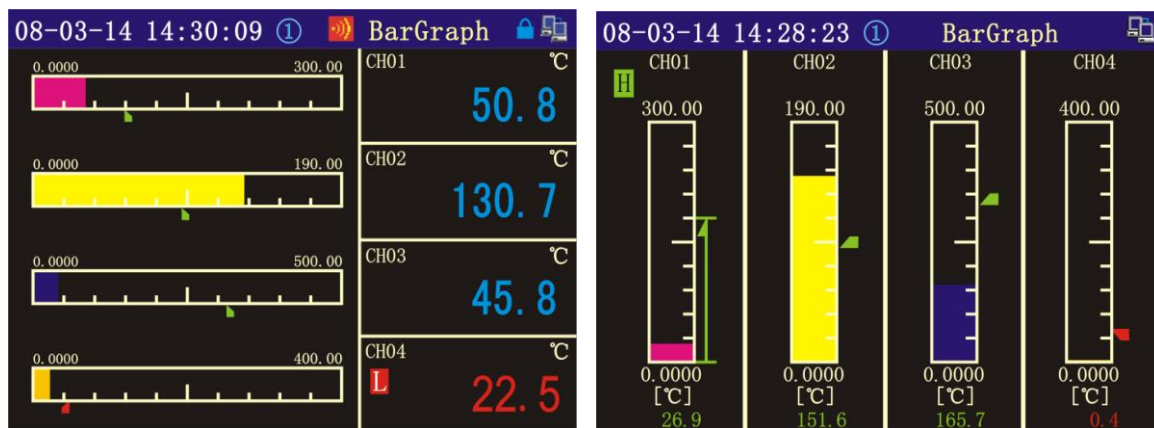 08-03-14 14:30:09 ① BarGraph
0.0000 300.00
CH01 ℃
50.8
0.0000 190.00
CH02 ℃
130.7
0.0000 500.00
CH03 ℃
45.8
0.0000 400.00
CH04 ℃
L
22.5
08-03-14 14:28:23 ① BarGraph
CH01 CH02 CH03 CH04
H
300.00 190.00 500.00 400.00
0.0000 0.0000 0.0000 0.0000
[℃] [℃] [℃] [℃]
26.9 151.6 165.7 0.4